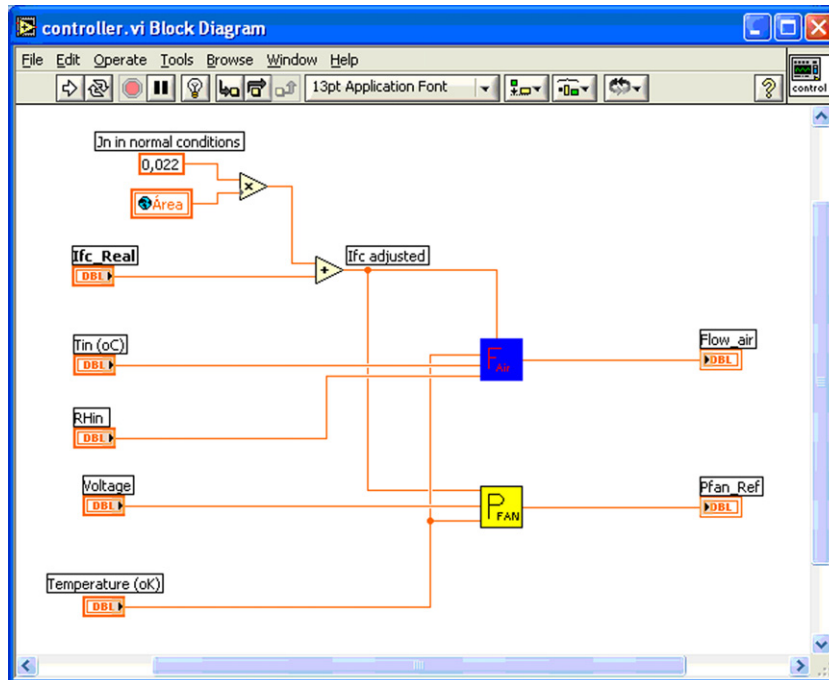 controller.vi Block Diagram
File Edit Operate Tools Browse Window Help
13pt Application Font
control
Jn in normal conditions
0,022
Área
Ifc_Real
DBL
Ifc adjusted
Tin (oC)
DBL
F Air
Flow_air
DBL
RHin
DBL
Voltage
DBL
P FAN
Pfan_Ref
DBL
Temperature (oK)
DBL